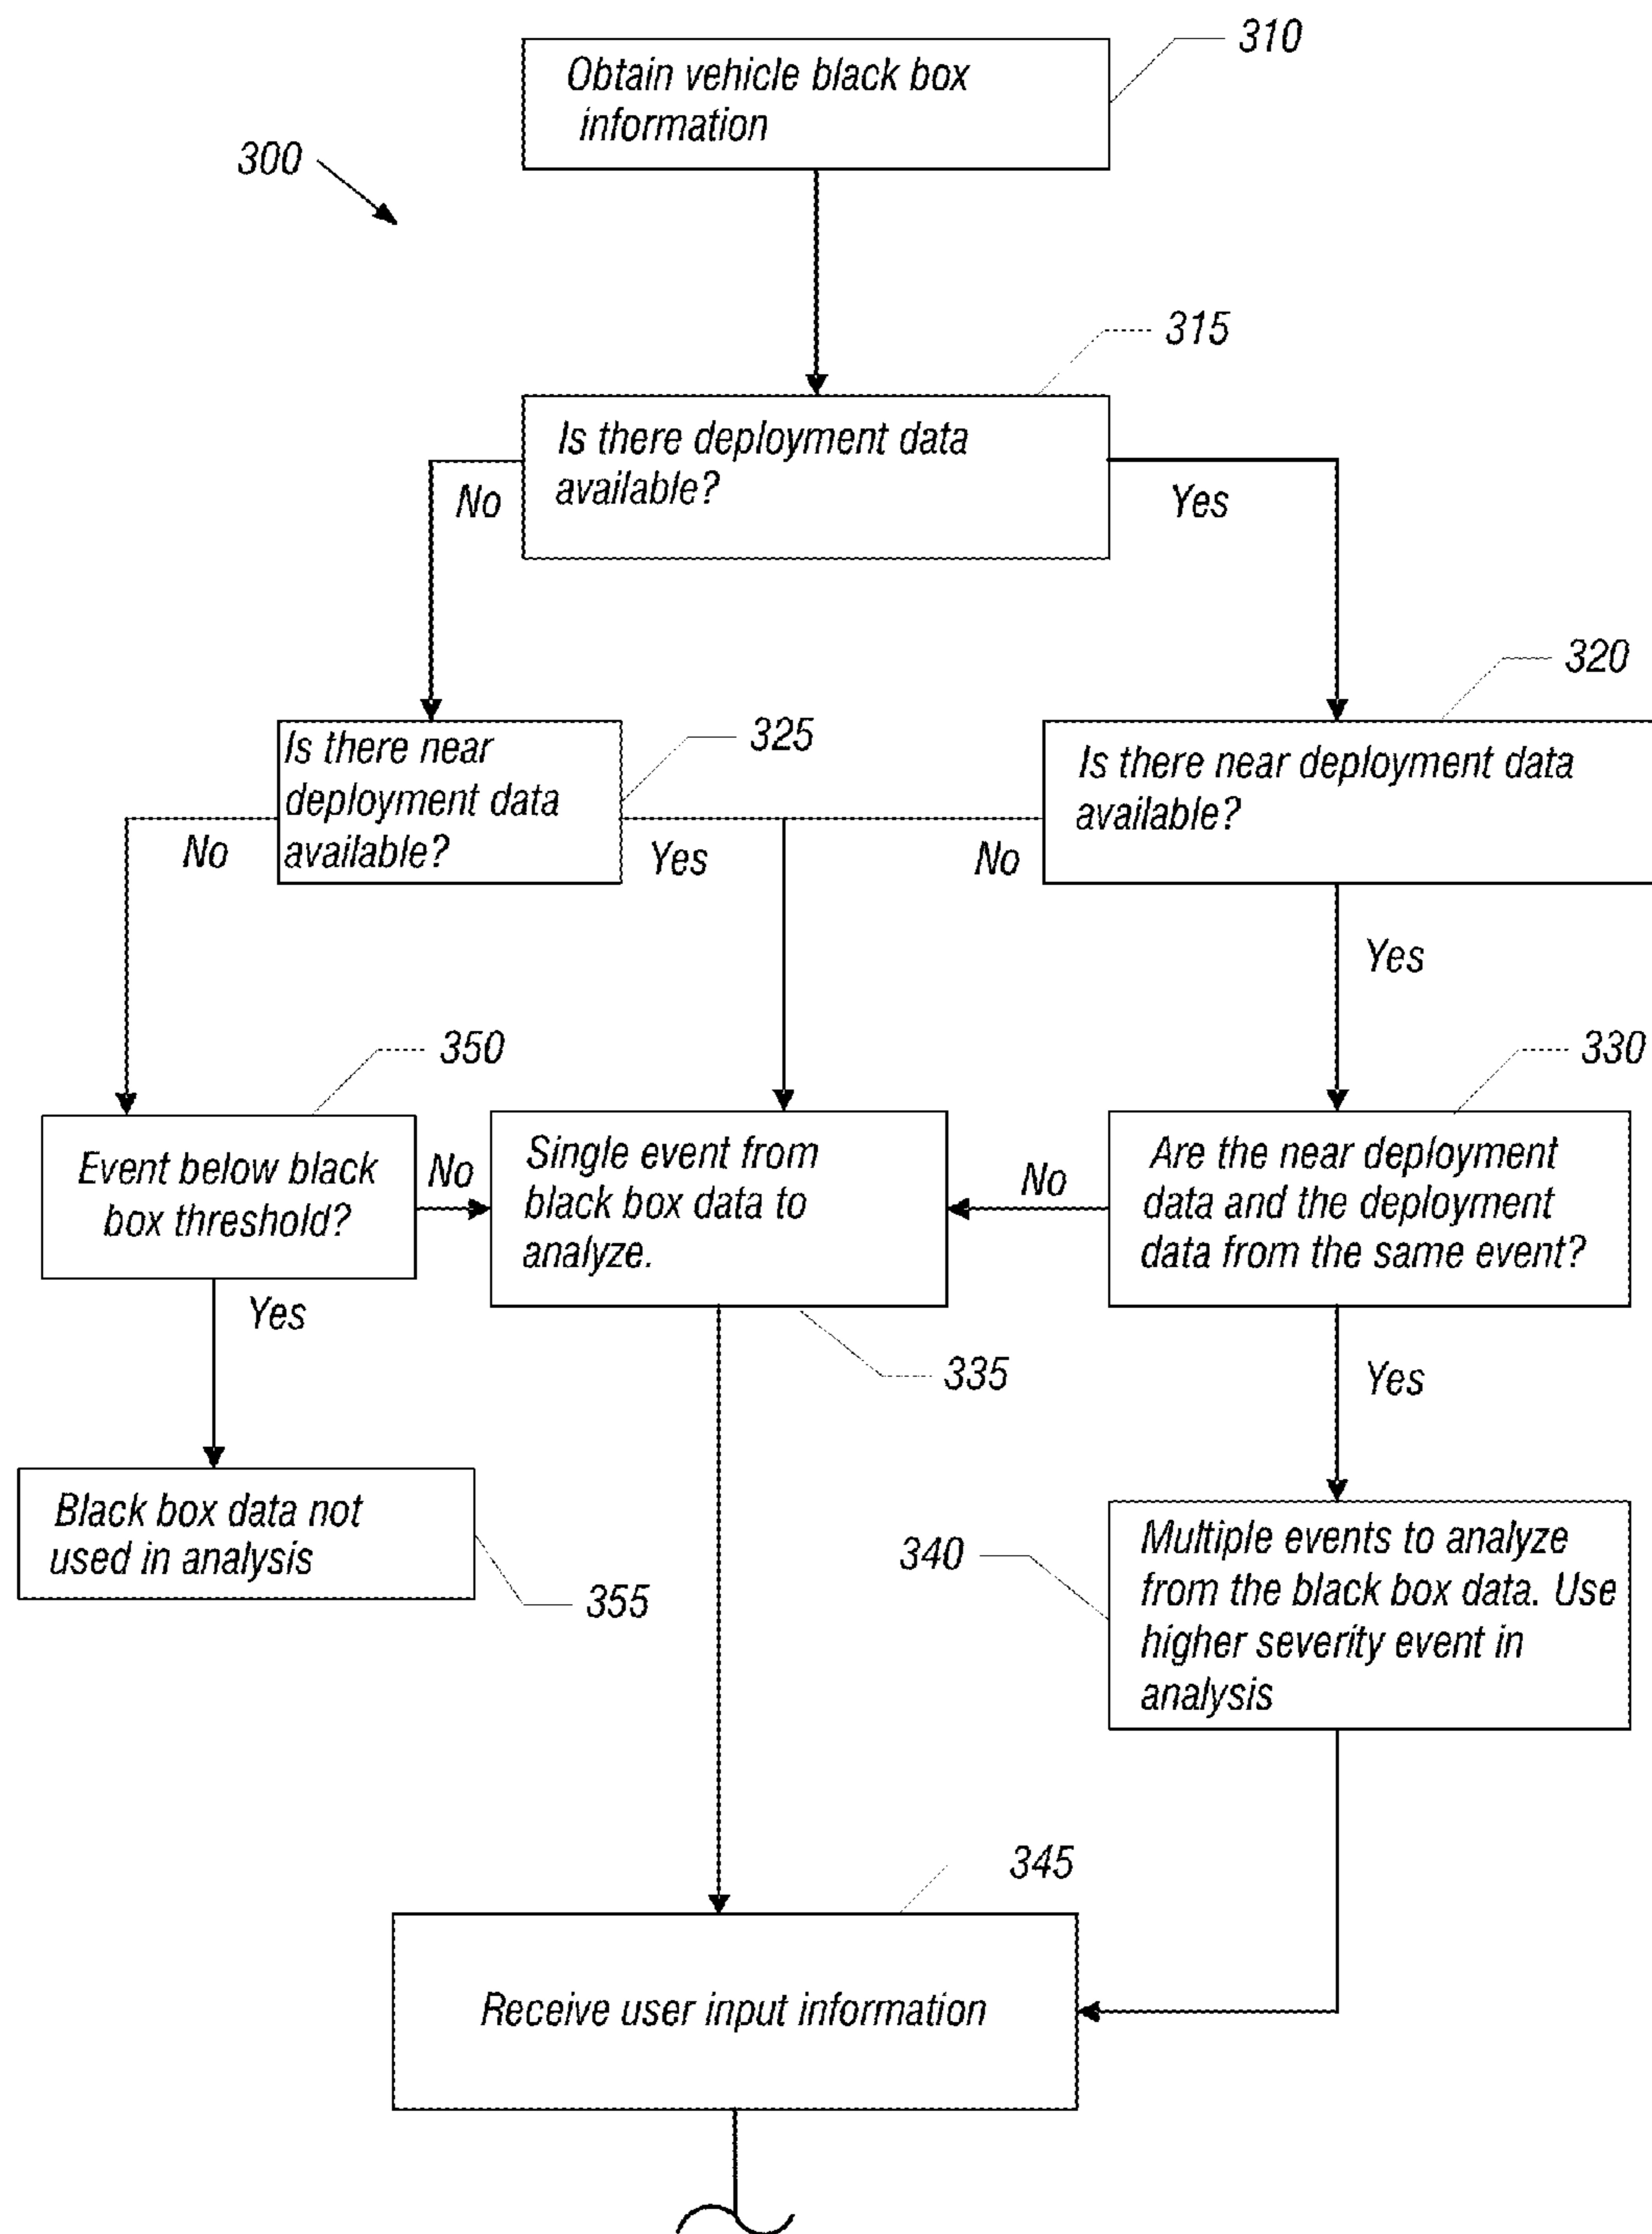 310
Obtain vehicle black box
information
300
315
Is there deployment data
available?
No
Yes
320
325
Is there near
deployment data
available?
Is there near deployment data
available?
No
Yes
No
Yes
350
330
Event below black
box threshold?
No
Single event from
black box data to
analyze.
No
Are the near deployment
data and the deployment
data from the same event?
Yes
335
Yes
Black box data not
used in analysis
355
340
Multiple events to analyze
from the black box data. Use
higher severity event in
analysis
345
Receive user input information